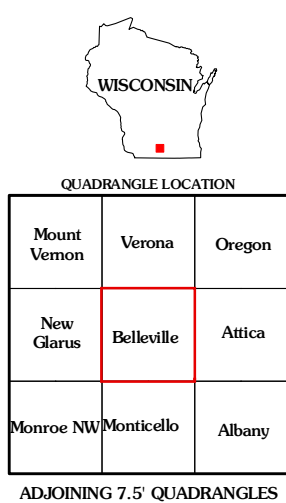 WISCONSIN
QUADRANGLE LOCATION
Mount
Vernon
Verona
Oregon
New
Glarus
Belleville
Attica
Monroe NW
Monticello
Albany
ADJOINING 7.5' QUADRANGLES